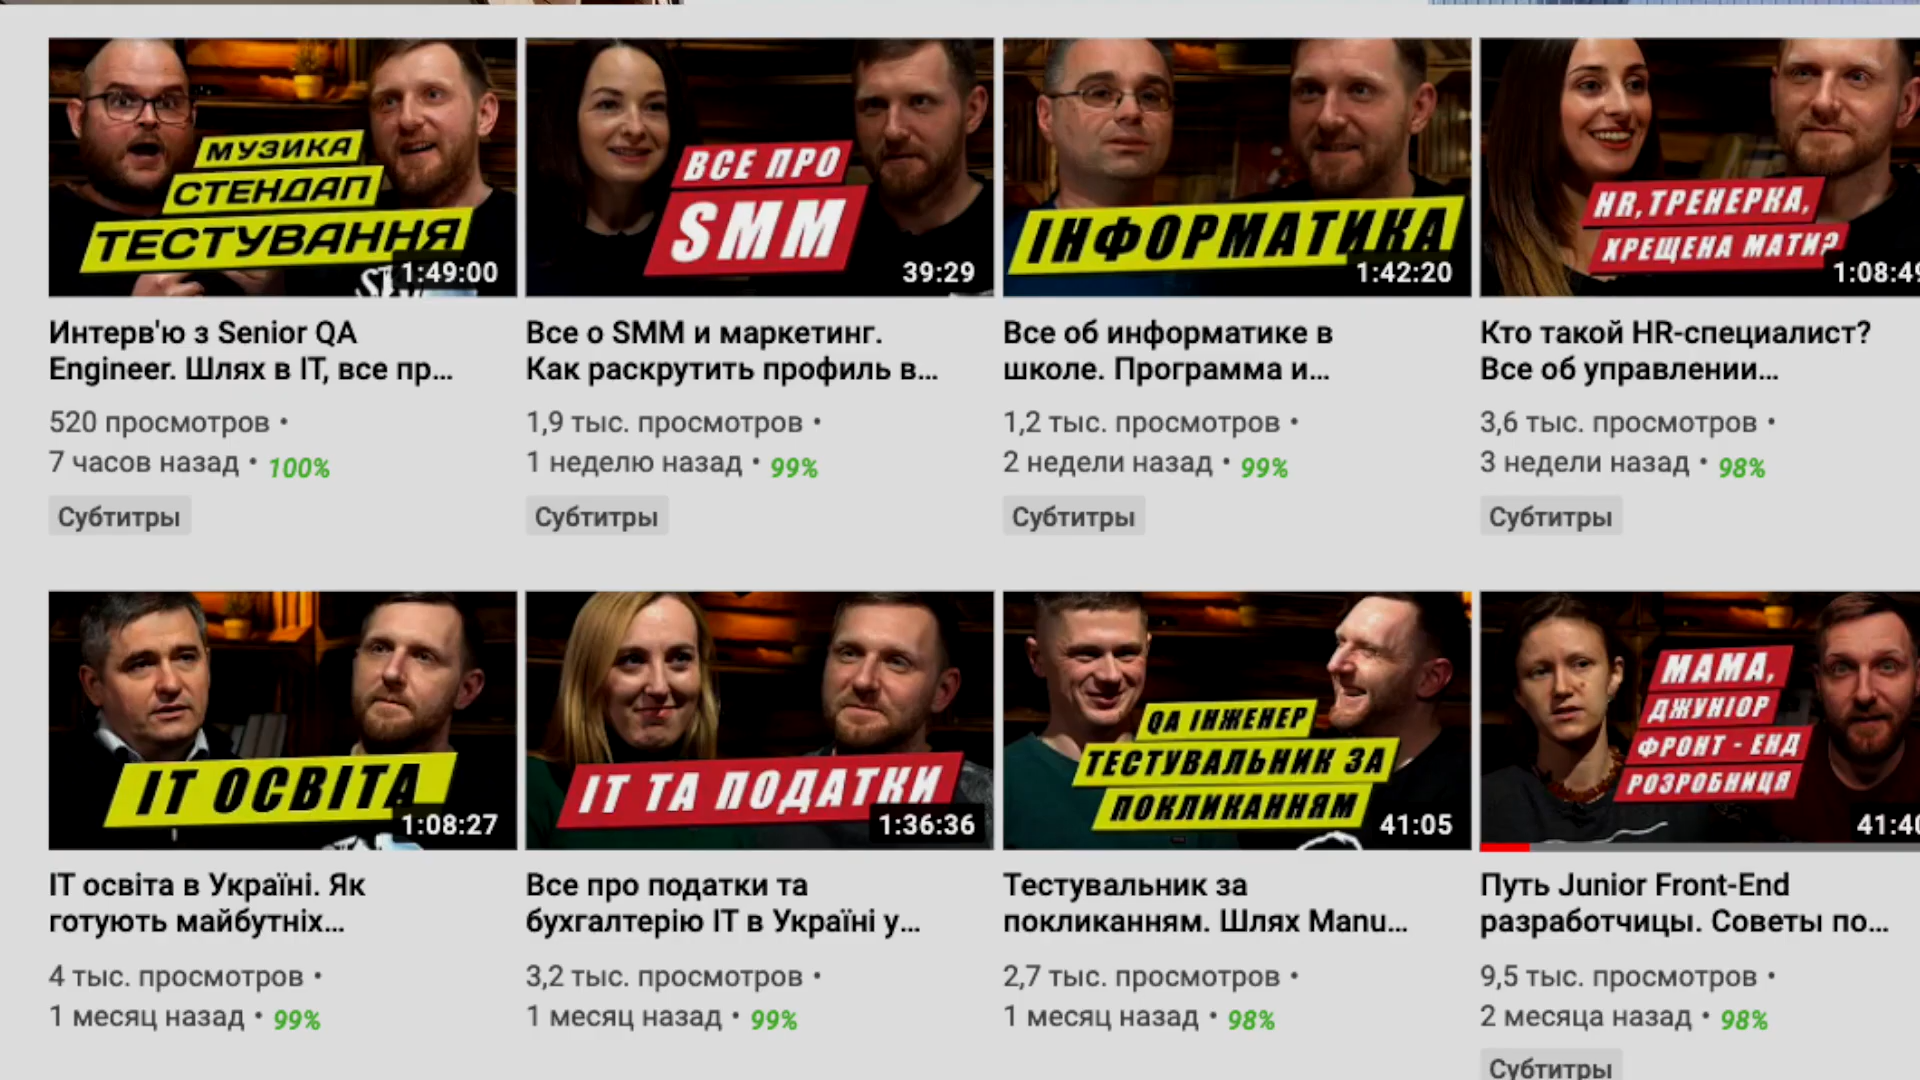 МУЗИКА
СТЕНДАП
ТЕСТУВАННЯ
1:49:00
ВСЕ ПРО
SMM
39:29
ІНФОРМАТИКА
1:42:20
HR, ТРЕНЕРКА,
ХРЕЩЕНА МАТИ?
1:08:49
Интерв'ю з Senior QA
Engineer. Шлях в IT, все пр...
520 просмотров •
7 часов назад • 100%
Субтитры
Все о SMM и маркетинг.
Как раскрутить профиль в...
1,9 тыс. просмотров •
1 неделю назад • 99%
Субтитры
Все об информатике в
школе. Программа и...
1,2 тыс. просмотров •
2 недели назад • 99%
Субтитры
Кто такой HR-специалист?
Все об управлении...
3,6 тыс. просмотров •
3 недели назад • 98%
Субтитры
ІТ ОСВІТА
1:08:27
ІТ ТА ПОДАТКИ
1:36:36
QA ІНЖЕНЕР
ТЕСТУВАЛЬНИК ЗА
ПОКЛИКАННЯМ
41:05
МАМА,
ДЖУНІОР
ФРОНТ - ЕНД
РОЗРОБНИЦЯ
41:40
IT освіта в Україні. Як
готують майбутніх...
4 тыс. просмотров •
1 месяц назад • 99%
Все про податки та
бухгалтерію IT в Україні у...
3,2 тыс. просмотров •
1 месяц назад • 99%
Тестувальник за
покликанням. Шлях Manu...
2,7 тыс. просмотров •
1 месяц назад • 98%
Путь Junior Front-End
разработчицы. Советы по...
9,5 тыс. просмотров •
2 месяца назад • 98%
Субтитры